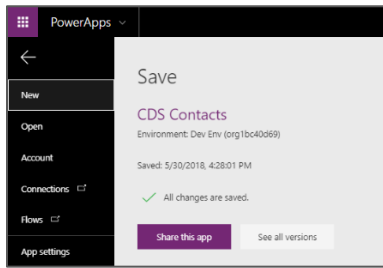 PowerApps
Save
New
CDS Contacts
Environment: Dev Env (org1bc40d69)
Open
Account
Saved: 5/30/2018, 4:28:01 PM
Connections
All changes are saved.
Flows
Share this app
See all versions
App settings